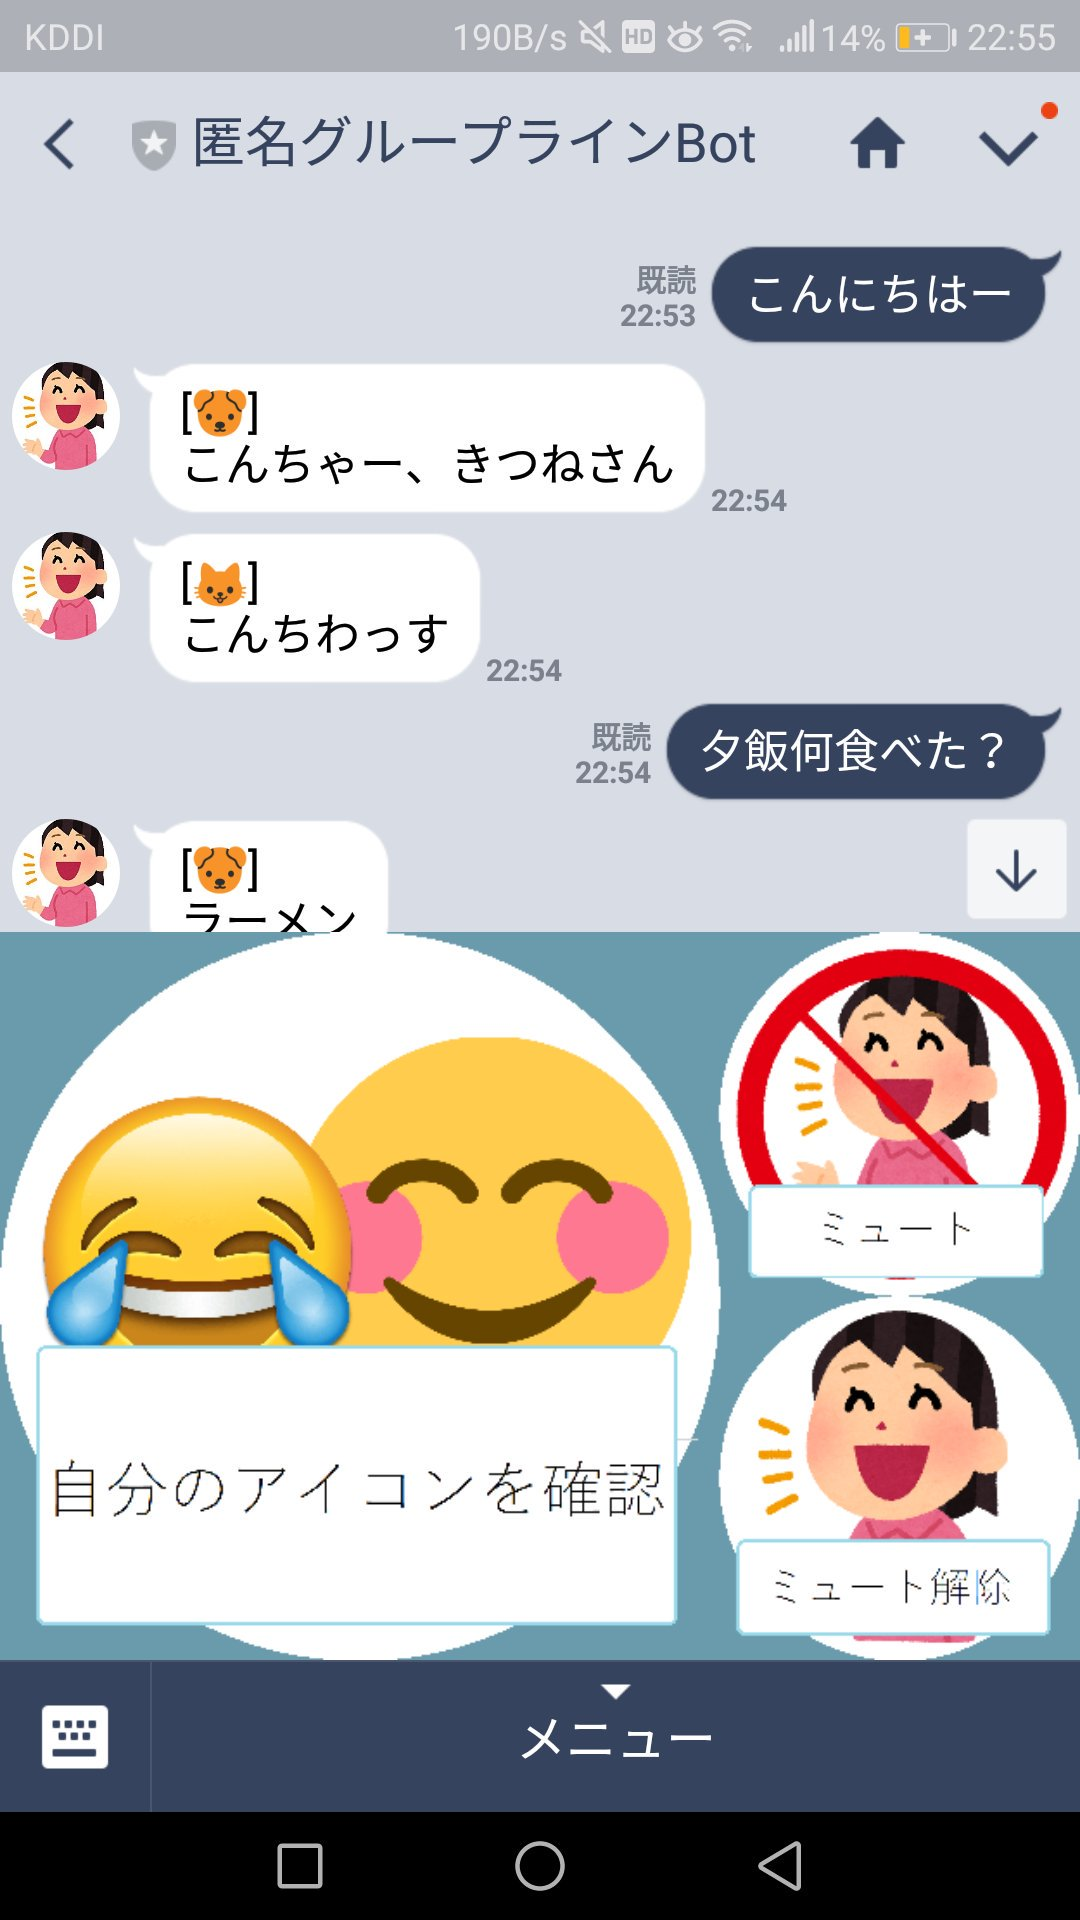 KDDI 190B/s HD 14% 22:55
匿名グループラインBot
既読
22:53
こんにちはー
[🐶]
こんちゃー、きつねさん
22:54
[🐱]
こんちわっす
22:54
既読
22:54
夕飯何食べた？
[🐶]
ラーメン
ミュート
自分のアイコンを確認
ミュート解除
メニュー